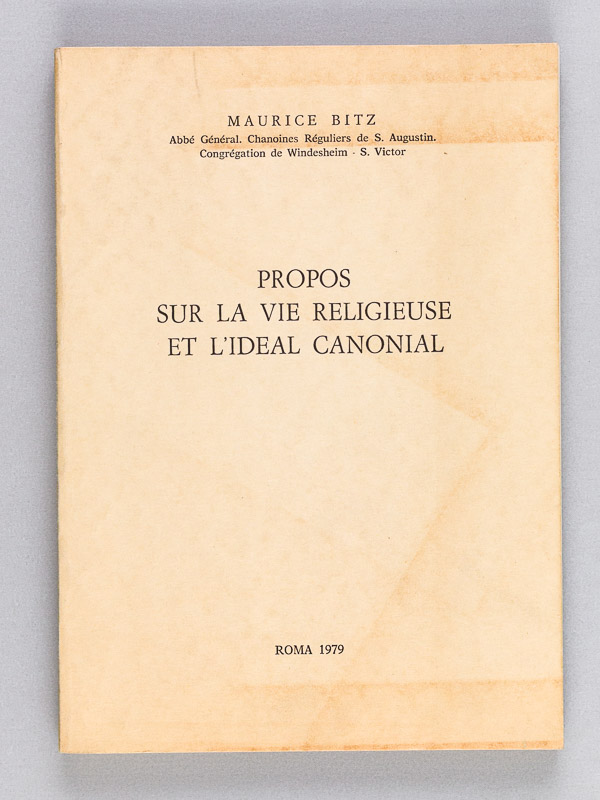 MAURICE BITZ
Abbé Général. Chanoines Réguliers de S. Augustin.
Congrégation de Windesheim - S. Victor
PROPOS
SUR LA VIE RELIGIEUSE
ET L'IDEAL CANONIAL
ROMA 1979